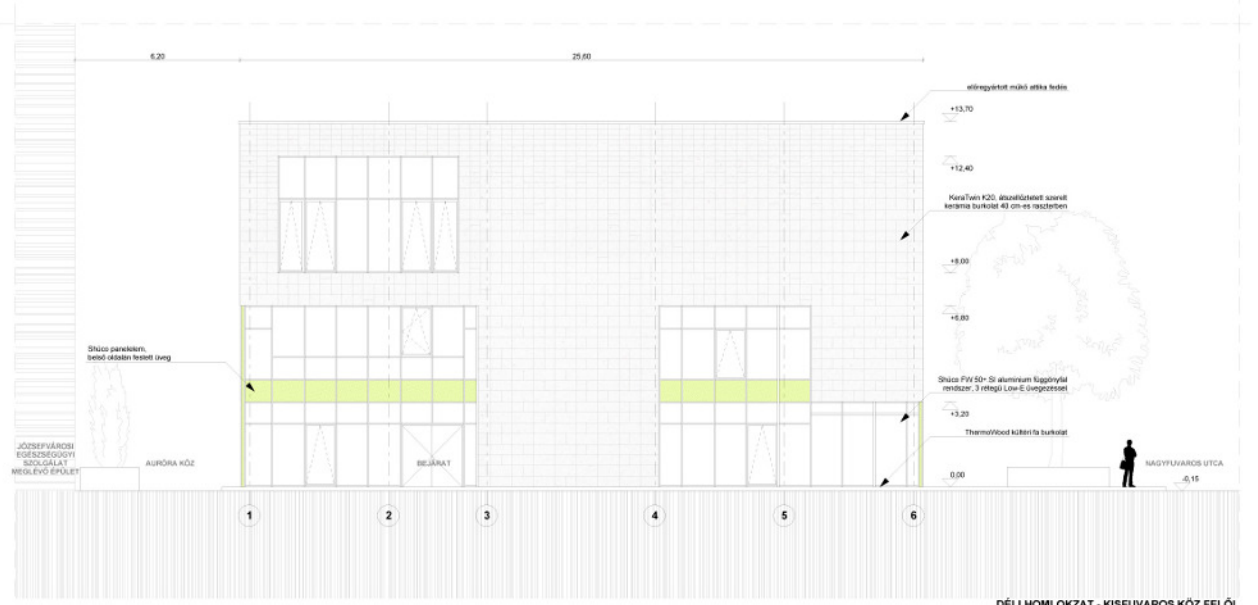 6,20
25,60
előregyártott műkő attika fedés
+13,70
+12,40
KeraTwin K20, átszellőztetett szerelt
kerámia burkolat 40 cm-es raszterben
+8,00
+6,60
Shüco panelelem,
belső oldalán festett üveg
Shüco FW 50+ SI aluminium függönyfal
rendszer, 3 rétegű Low-E üvegezéssel
+3,20
ThermoWood kültéri fa burkolat
JÓZSEFVÁROSI
EGÉSZSÉGÜGYI
SZOLGÁLAT
MEGLÉVŐ ÉPÜLET
AURÓRA KÖZ
BEJÁRAT
0,00
NAGYFUVAROS UTCA
-0,15
1
2
3
4
5
6
DÉLI HOMLOKZAT - KISFUVAROS KÖZ FELŐL